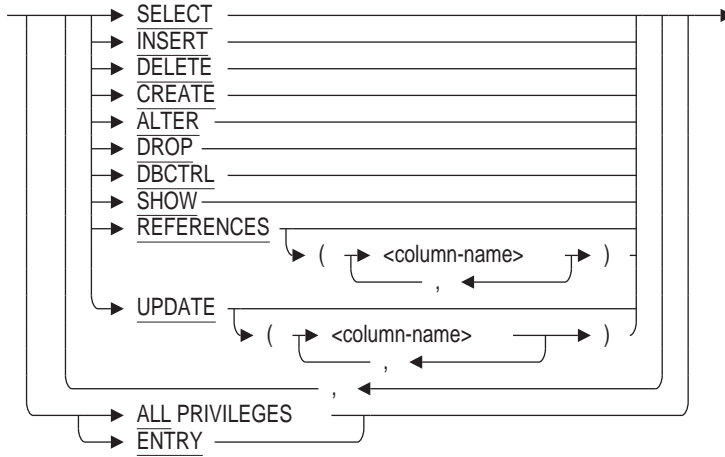 SELECT
INSERT
DELETE
CREATE
ALTER
DROP
DBCTRL
SHOW
REFERENCES
( <column-name> )
,
UPDATE
( <column-name> )
,
,
ALL PRIVILEGES
ENTRY